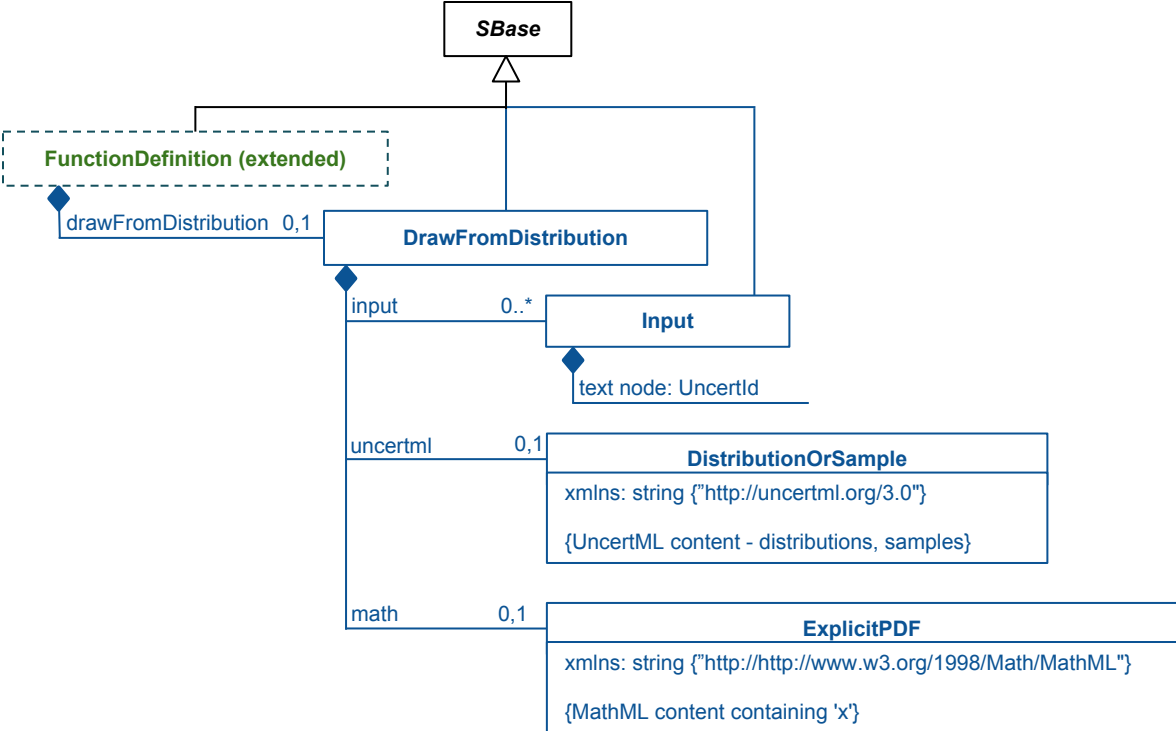 SBase
FunctionDefinition (extended)
drawFromDistribution 0,1
DrawFromDistribution
input 0..*
Input
text node: UncertId
uncertml 0,1
DistributionOrSample
xmlns: string {”http://uncertml.org/3.0"}
{UncertML content - distributions, samples}
math 0,1
ExplicitPDF
xmlns: string {”http://http://www.w3.org/1998/Math/MathML"}
{MathML content containing 'x'}